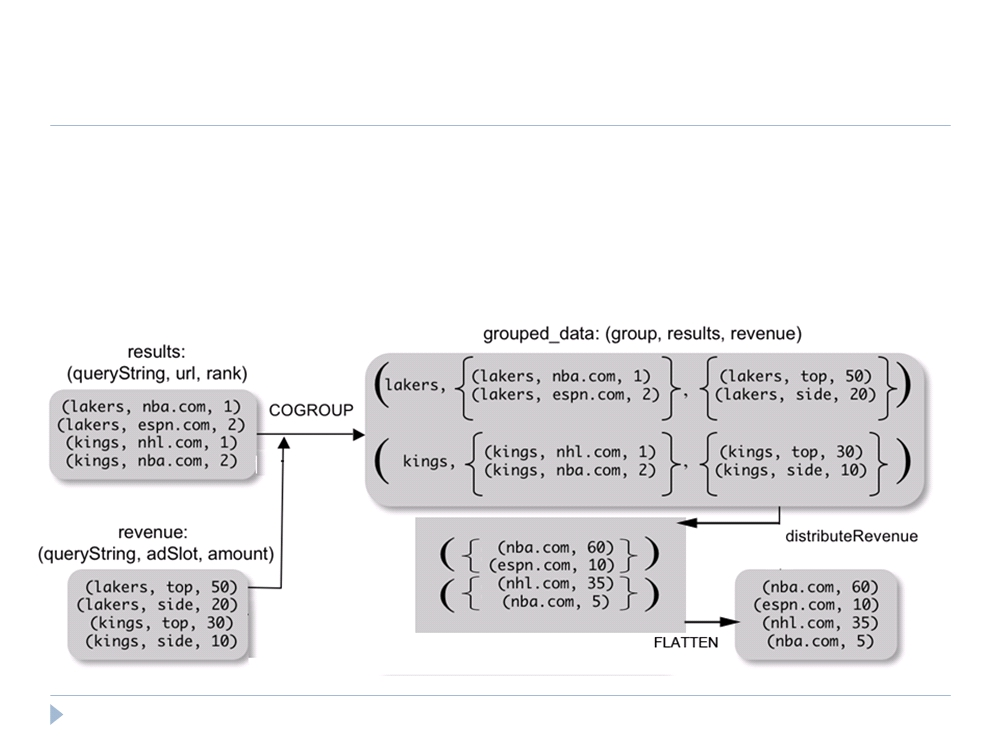 grouped_data: (group, results, revenue)
results:
(queryString, url, rank)
(lakers, nba.com, 1)
(lakers, espn.com, 2)
(kings, nhl.com, 1)
(kings, nba.com, 2)
COGROUP
(lakers, {(lakers, nba.com, 1) (lakers, espn.com, 2)}, {(lakers, top, 50) (lakers, side, 20)})
(kings, {(kings, nhl.com, 1) (kings, nba.com, 2)}, {(kings, top, 30) (kings, side, 10)})
revenue:
(queryString, adSlot, amount)
(lakers, top, 50)
(lakers, side, 20)
(kings, top, 30)
(kings, side, 10)
distributeRevenue
({(nba.com, 60)
(espn.com, 10)})
({(nhl.com, 35)
(nba.com, 5)})
FLATTEN
(nba.com, 60)
(espn.com, 10)
(nhl.com, 35)
(nba.com, 5)